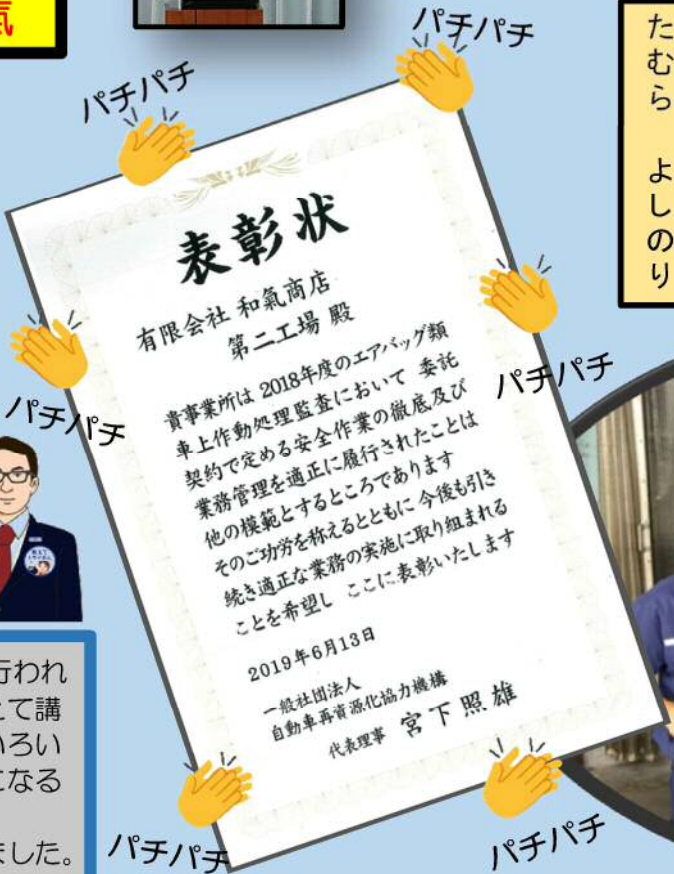 氣
パチパチ
パチパチ
たむら
よしのり
表彰状
有限会社 和氣商店
第二工場 殿
貴事業所は 2018年度のエアバッグ類
車上作動処理監査において 委託
契約で定める安全作業の徹底及び
業務管理を適正に履行されたことは
他の模範とするところであります
そのご功労を称えるとともに 今後も引き
続き適正な業務の実施に取り組まれる
ことを希望し ここに表彰いたします
2019年6月13日
一般社団法人
自動車再資源化協力機構
代表理事 宮下照雄
パチパチ
パチパチ
行われ
えて講
いろい
になる
ました。
パチパチ
パチパチ